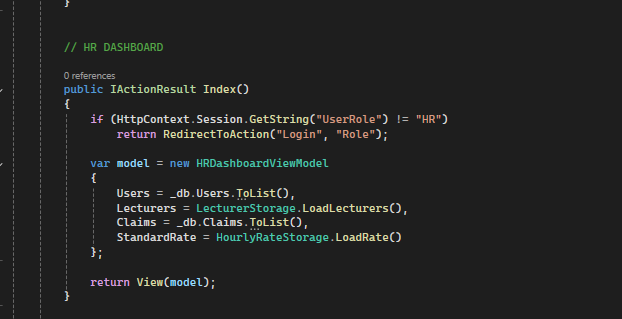 }
// HR DASHBOARD
0 references
public IActionResult Index()
{
if (HttpContext.Session.GetString("UserRole") != "HR")
return RedirectToAction("Login", "Role");
var model = new HRDashboardViewModel
{
Users = _db.Users.ToList(),
Lecturers = LecturerStorage.LoadLecturers(),
Claims = _db.Claims.ToList(),
StandardRate = HourlyRateStorage.LoadRate()
};
return View(model);
}